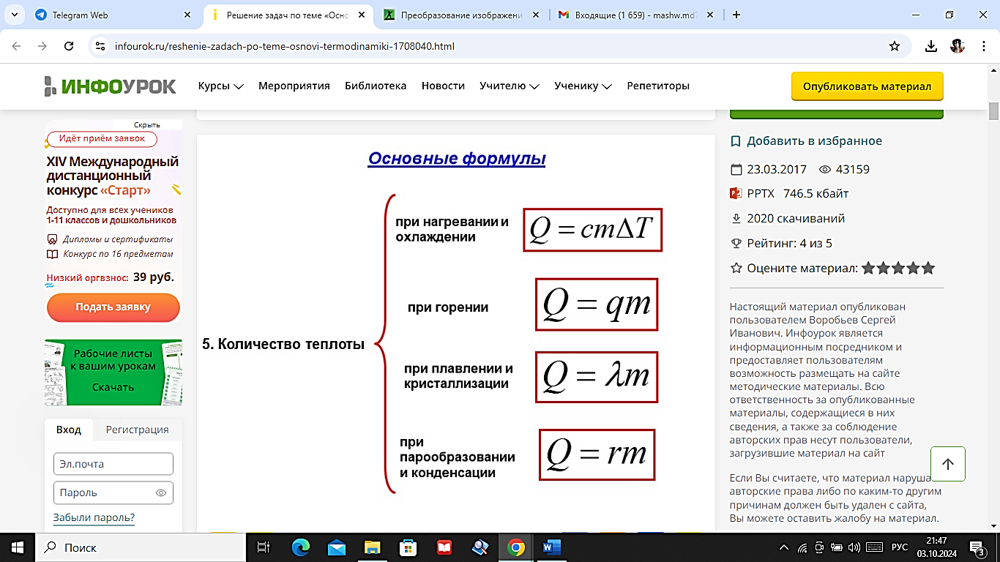 Telegram Web
Решение задач по теме «Осно
Преобразование изображени
Входящие (1 659) - mashw.md
infourok.ru/reshenie-zadach-po-teme-osnovi-termodinamiki-1708040.html
ИНФОУРОК
Курсы Мероприятия Библиотека Новости Учителю Ученику Репетиторы
Опубликовать материал
Скрыть
Идёт приём заявок
XIV Международный
дистанционный
конкурс «Старт»
Доступно для всех учеников
1-11 классов и дошкольников
Дипломы и сертификаты
Конкурс по 16 предметам
Низкий оргвзнос: 39 руб.
Подать заявку
Рабочие листы
к вашим урокам
Скачать
Вход Регистрация
Эл.почта
Пароль
Забыли пароль?
Основные формулы
5. Количество теплоты
при нагревании и
охлаждении
Q = cmΔT
при горении
Q = qm
при плавлении и
кристаллизации
Q = λm
при
парообразовании
и конденсации
Q = rm
Добавить в избранное
23.03.2017 43159
PPTX 746.5 кбайт
2020 скачиваний
Рейтинг: 4 из 5
Оцените материал:
Настоящий материал опубликован
пользователем Воробьев Сергей
Иванович. Инфоурок является
информационным посредником и
предоставляет пользователям
возможность размещать на сайте
методические материалы. Всю
ответственность за опубликованные
материалы, содержащиеся в них
сведения, а также за соблюдение
авторских прав несут пользователи,
загрузившие материал на сайт
Если Вы считаете, что материал наруша
авторские права либо по каким-то другим
причинам должен быть удален с сайта,
Вы можете оставить жалобу на материал.
Поиск
РУС
21:47
03.10.2024
3